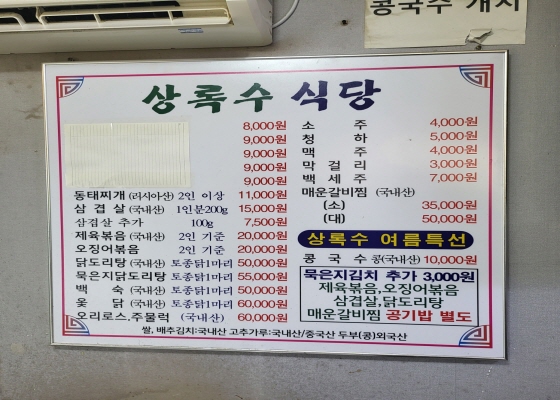 콩국수 개시
상록수 식당
8,000원
9,000원
9,000원
9,000원
9,000원
동태찌개 (러시아산) 2인 이상 11,000원
삼 겹 살 (국내산) 1인분200g 15,000원
삼겹살 추가 100g 7,500원
제육볶음 (국내산) 2인 기준 20,000원
오징어볶음 2인 기준 20,000원
닭도리탕 (국내산) 토종닭1마리 50,000원
묵은지닭도리탕 토종닭1마리 55,000원
백 숙 (국내산) 토종닭1마리 50,000원
옻 닭 (국내산) 토종닭1마리 60,000원
오리로스.주물럭 (국내산) 60,000원
소 주 4,000원
청 하 5,000원
맥 주 4,000원
막 걸 리 3,000원
백 세 주 7,000원
매운갈비찜 (국내산)
(소) 35,000원
(대) 50,000원
상록수 여름특선
콩 국 수 콩(국내산) 10,000원
묵은지김치 추가 3,000원
제육볶음,오징어볶음
삼겹살,닭도리탕
매운갈비찜 공기밥 별도
쌀, 배추김치:국내산 고추가루:국내산/중국산 두부(콩)외국산